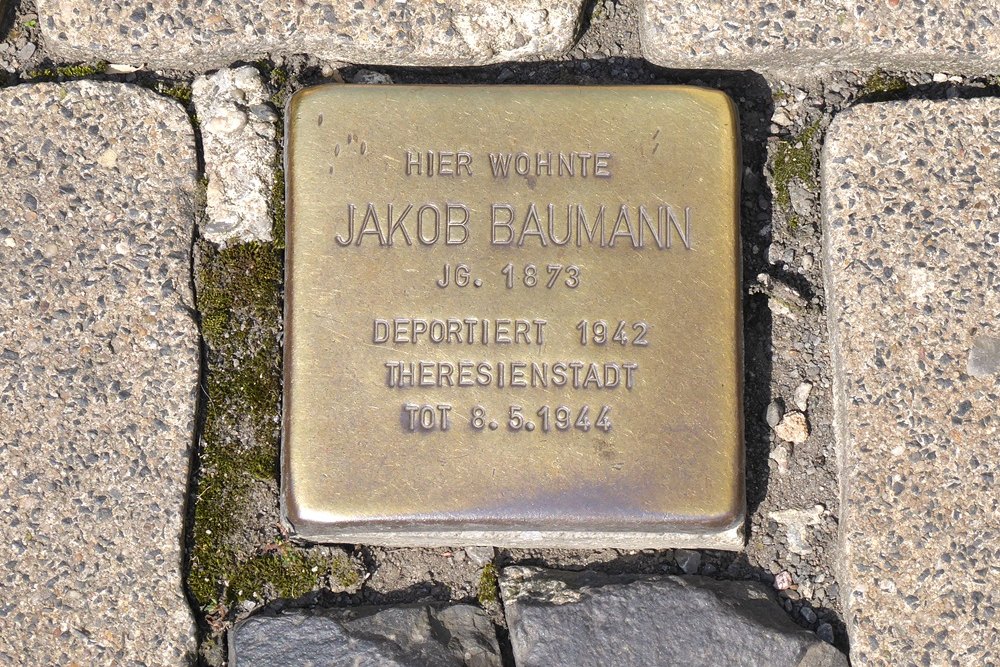 HIER WOHNTE
JAKOB BAUMANN
JG. 1873
DEPORTIERT 1942
THERESIENSTADT
TOT 8.5.1944